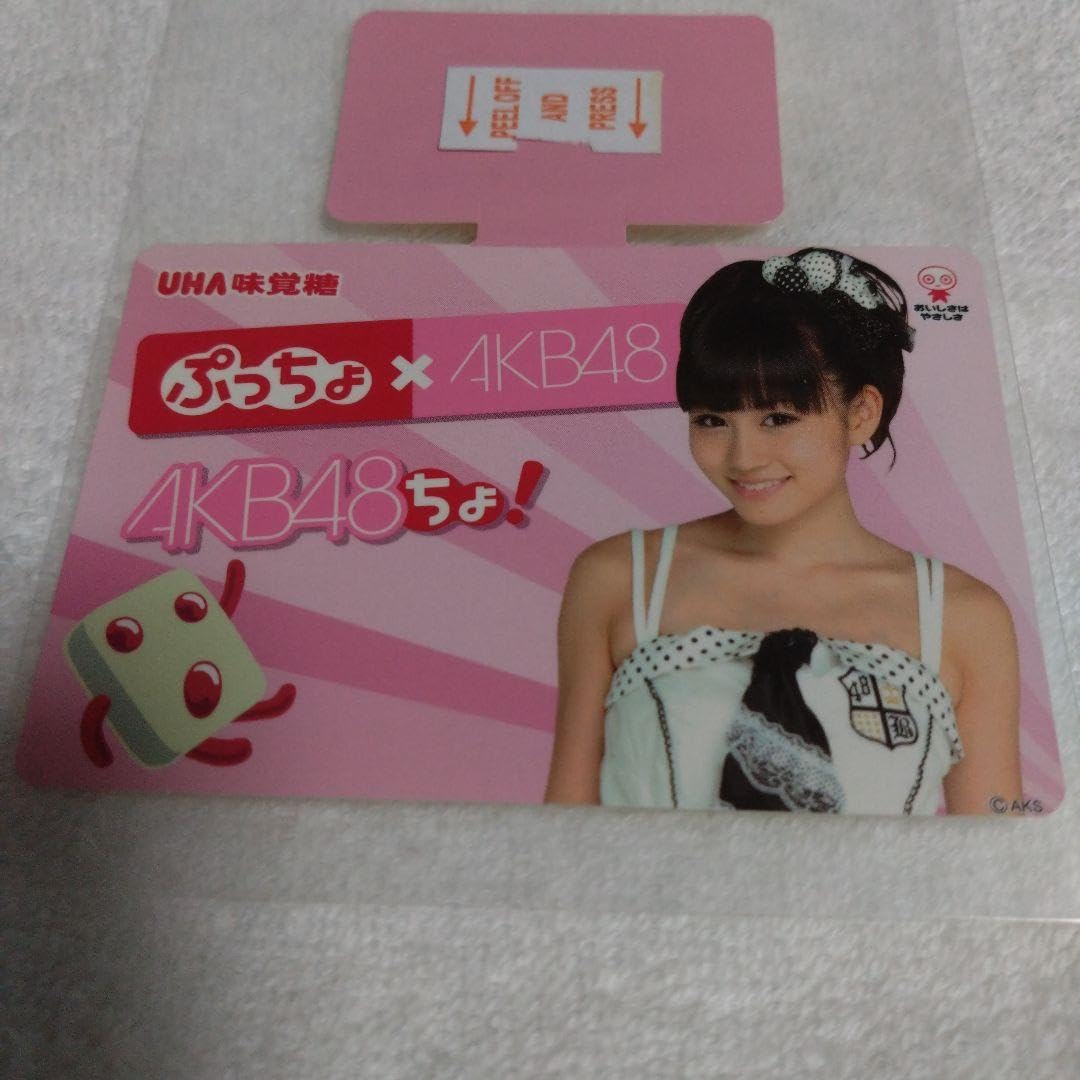 PEEL OFF
AND
PRESS
UHA味覚糖
ぷっちょ×AKB48
おいしさは
やさしさ
AKB48ちょ!
48
B
©AKS